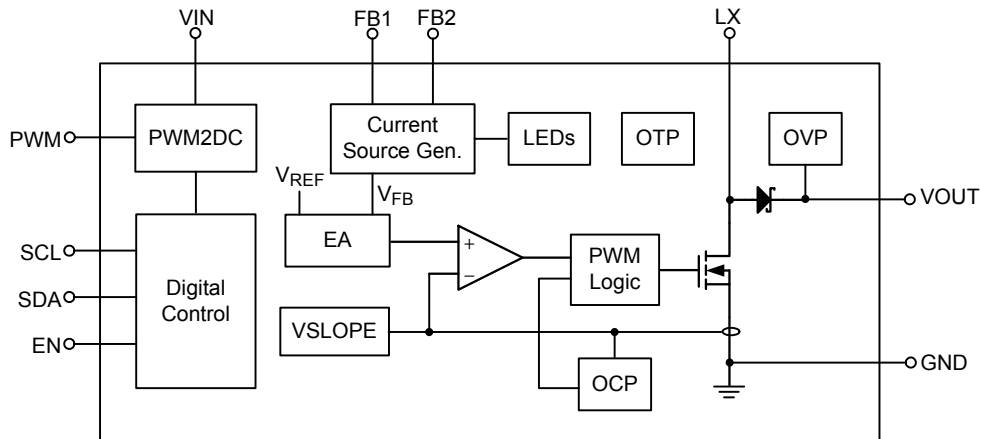 VIN
FB1
FB2
LX
PWM
PWM2DC
Current
Source Gen.
LEDs
OTP
OVP
VREF
VFB
VOUT
EA
+
−
PWM
Logic
SCL
SDA
EN
Digital
Control
VSLOPE
OCP
GND